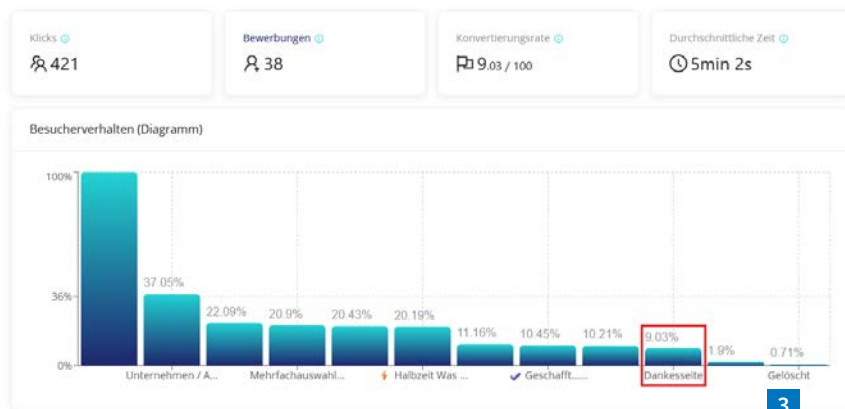 Klicks
421
Bewerbungen
38
Konvertierungsrate
9.03 / 100
Durchschnittliche Zeit
5min 2s
Besucherverhalten (Diagramm)
100%
36%
0%
37.05%
22.09%
20.9%
20.43%
20.19%
11.16%
10.45%
10.21%
9.03%
1.9%
0.71%
Unternehmen / A...
Mehrfachauswahl...
Halbzeit Was ...
Geschafft......
Dankesseite
Gelöscht
3